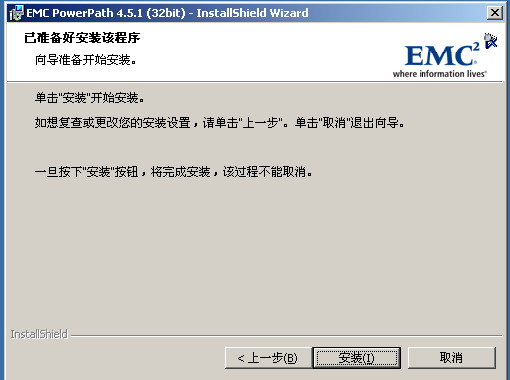 EMC PowerPath 4.5.1 (32bit) - InstallShield Wizard
已准备好安装该程序
向导准备开始安装。
EMC²
where information lives®
单击"安装"开始安装。
如想复查或更改您的安装设置，请单击"上一步"。单击"取消"退出向导。
一旦按下"安装"按钮，将完成安装，该过程不能取消。
InstallShield
< 上一步(B)
安装(I)
取消